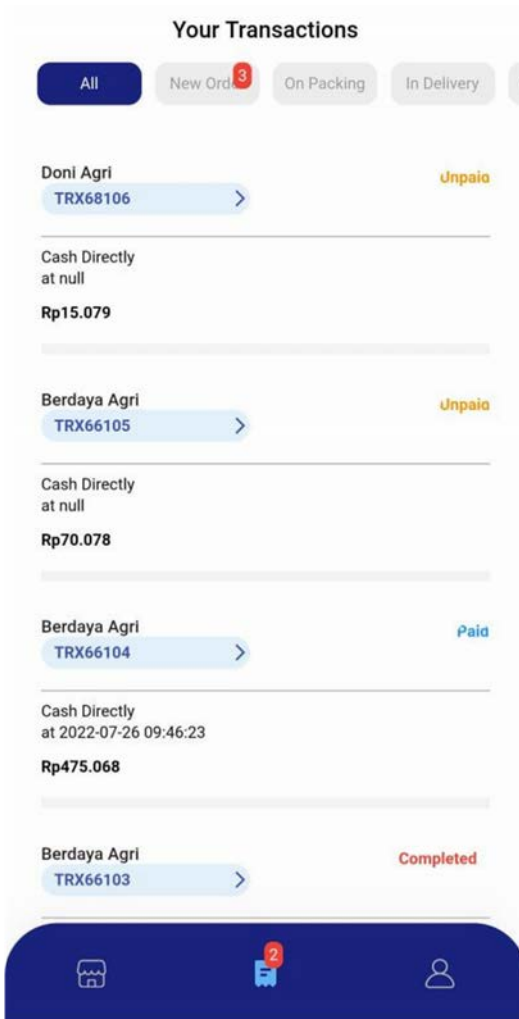 Your Transactions
All
New Ord
3
On Packing
In Delivery
Doni Agri
Unpaid
TRX68106
Cash Directly
at null
Rp15.079
Berdaya Agri
Unpaid
TRX66105
Cash Directly
at null
Rp70.078
Berdaya Agri
Paid
TRX66104
Cash Directly
at 2022-07-26 09:46:23
Rp475.068
Berdaya Agri
Completed
TRX66103
2